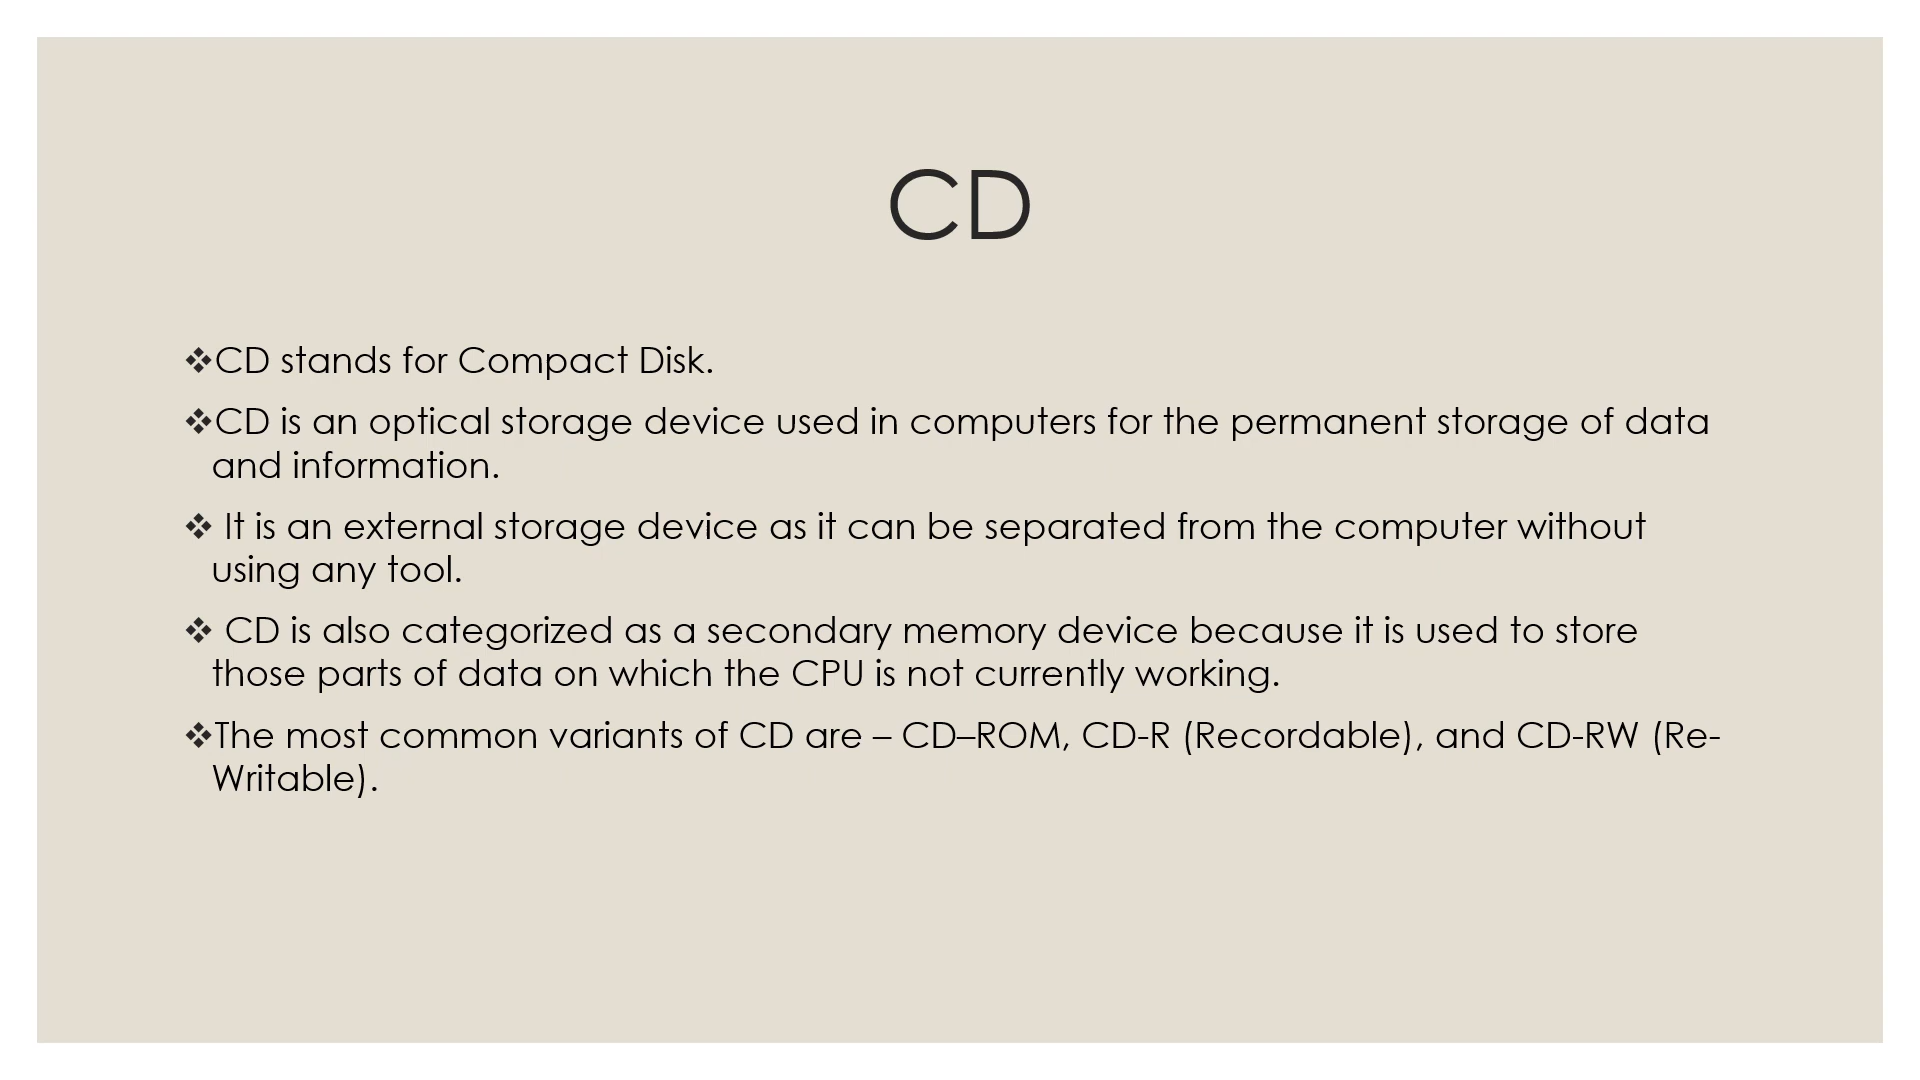 CD
❖CD stands for Compact Disk.
❖CD is an optical storage device used in computers for the permanent storage of data
and information.
❖ It is an external storage device as it can be separated from the computer without
using any tool.
❖ CD is also categorized as a secondary memory device because it is used to store
those parts of data on which the CPU is not currently working.
❖The most common variants of CD are – CD–ROM, CD-R (Recordable), and CD-RW (Re-
Writable).